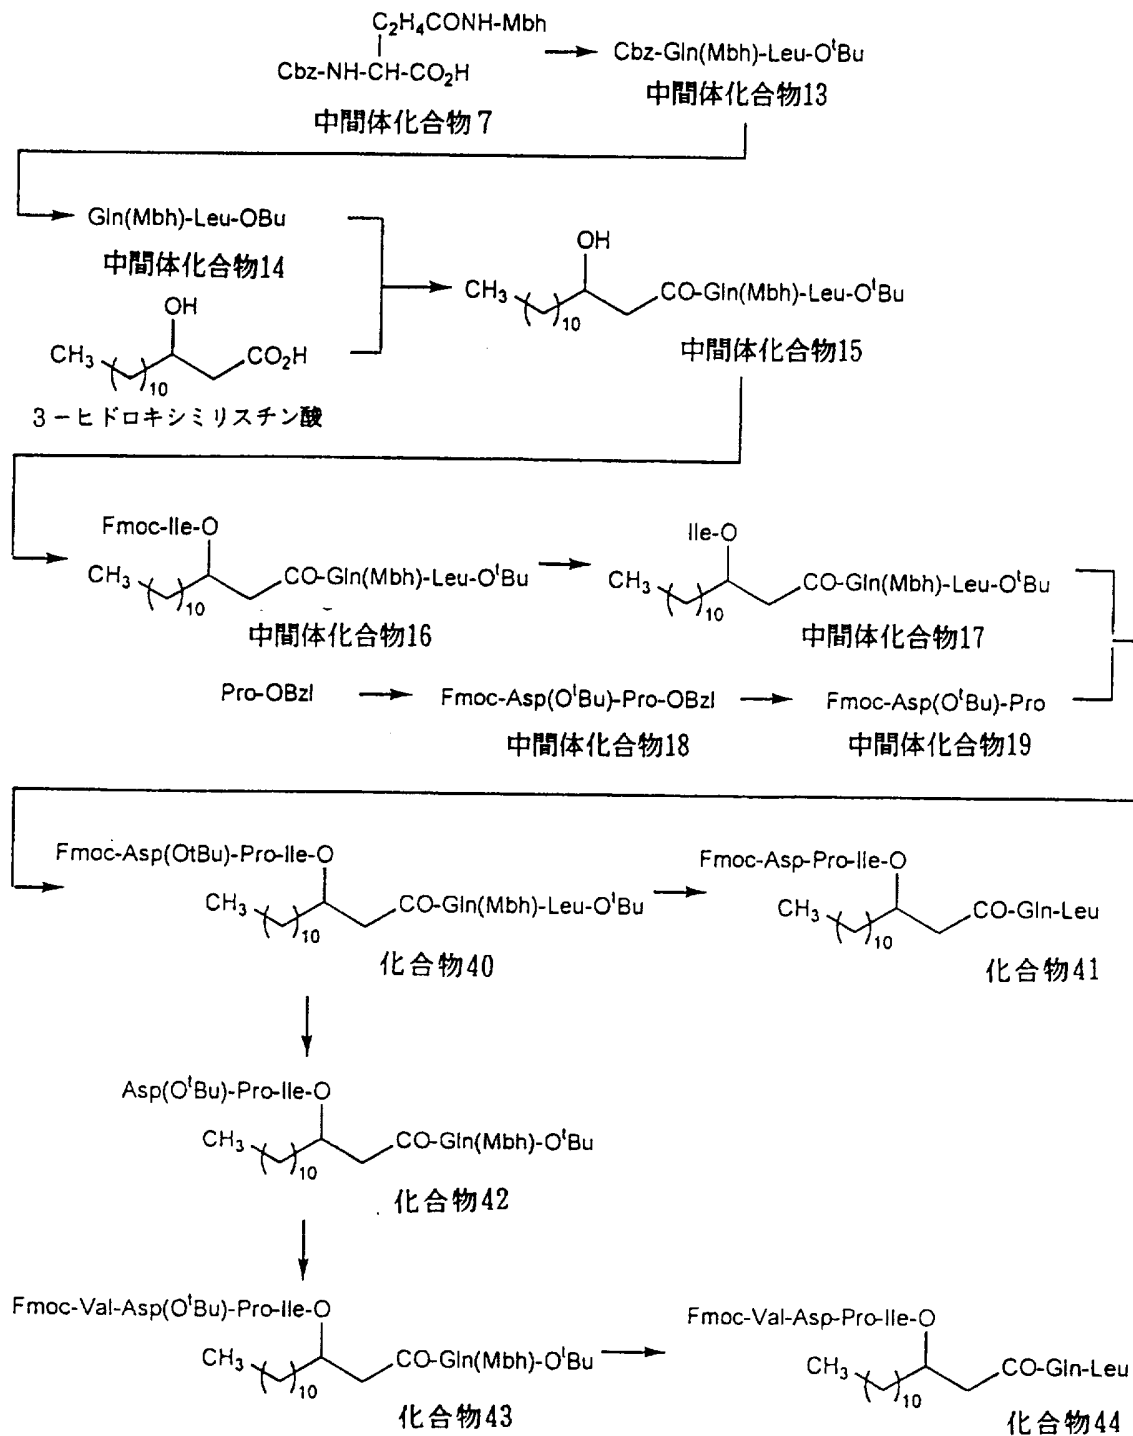 C₂H₄CONH-Mbh
Cbz-NH-CH-CO₂H
中間体化合物7
Cbz-Gln(Mbh)-Leu-OᵗBu
中間体化合物13
Gln(Mbh)-Leu-OBu
中間体化合物14
OH
CH₃
10
CO₂H
3-ヒドロキシミリスチン酸
OH
CH₃
10
CO-Gln(Mbh)-Leu-OᵗBu
中間体化合物15
Fmoc-Ile-O
CH₃
10
CO-Gln(Mbh)-Leu-OᵗBu
中間体化合物16
Ile-O
CH₃
10
CO-Gln(Mbh)-Leu-OᵗBu
中間体化合物17
Pro-OBzl
Fmoc-Asp(OᵗBu)-Pro-OBzl
中間体化合物18
Fmoc-Asp(OᵗBu)-Pro
中間体化合物19
Fmoc-Asp(OtBu)-Pro-Ile-O
CH₃
10
CO-Gln(Mbh)-Leu-OᵗBu
化合物40
Fmoc-Asp-Pro-Ile-O
CH₃
10
CO-Gln-Leu
化合物41
Asp(OᵗBu)-Pro-Ile-O
CH₃
10
CO-Gln(Mbh)-OᵗBu
化合物42
Fmoc-Val-Asp(OᵗBu)-Pro-Ile-O
CH₃
10
CO-Gln(Mbh)-OᵗBu
化合物43
Fmoc-Val-Asp-Pro-Ile-O
CH₃
10
CO-Gln-Leu
化合物44